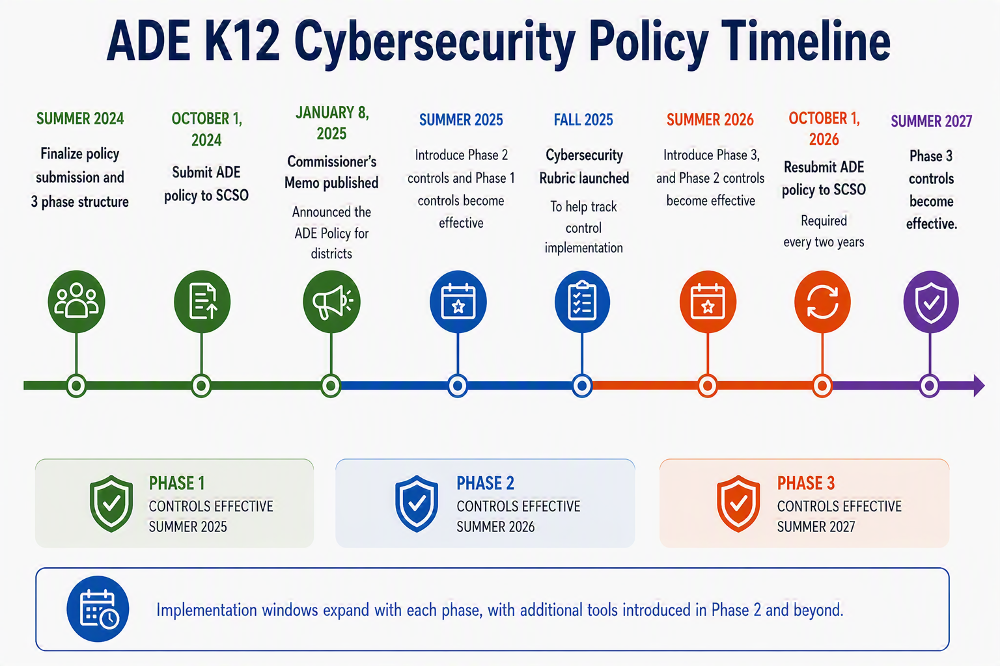 ADE K12 Cybersecurity Policy Timeline
SUMMER 2024
Finalize policy
submission and
3 phase structure
OCTOBER 1,
2024
Submit ADE
policy to SCSO
JANUARY 8,
2025
Commissioner's
Memo published
Announced the
ADE Policy for
districts
SUMMER 2025
Introduce Phase 2
controls and Phase 1
controls become
effective
FALL 2025
Cybersecurity
Rubric launched
To help track
control
implementation
SUMMER 2026
Introduce Phase 3,
and Phase 2 controls
become effective
OCTOBER 1,
2026
Resubmit ADE
policy to SCSO
Required
every two years
SUMMER 2027
Phase 3
controls
become
effective.
PHASE 1
CONTROLS EFFECTIVE
SUMMER 2025
PHASE 2
CONTROLS EFFECTIVE
SUMMER 2026
PHASE 3
CONTROLS EFFECTIVE
SUMMER 2027
Implementation windows expand with each phase, with additional tools introduced in Phase 2 and beyond.